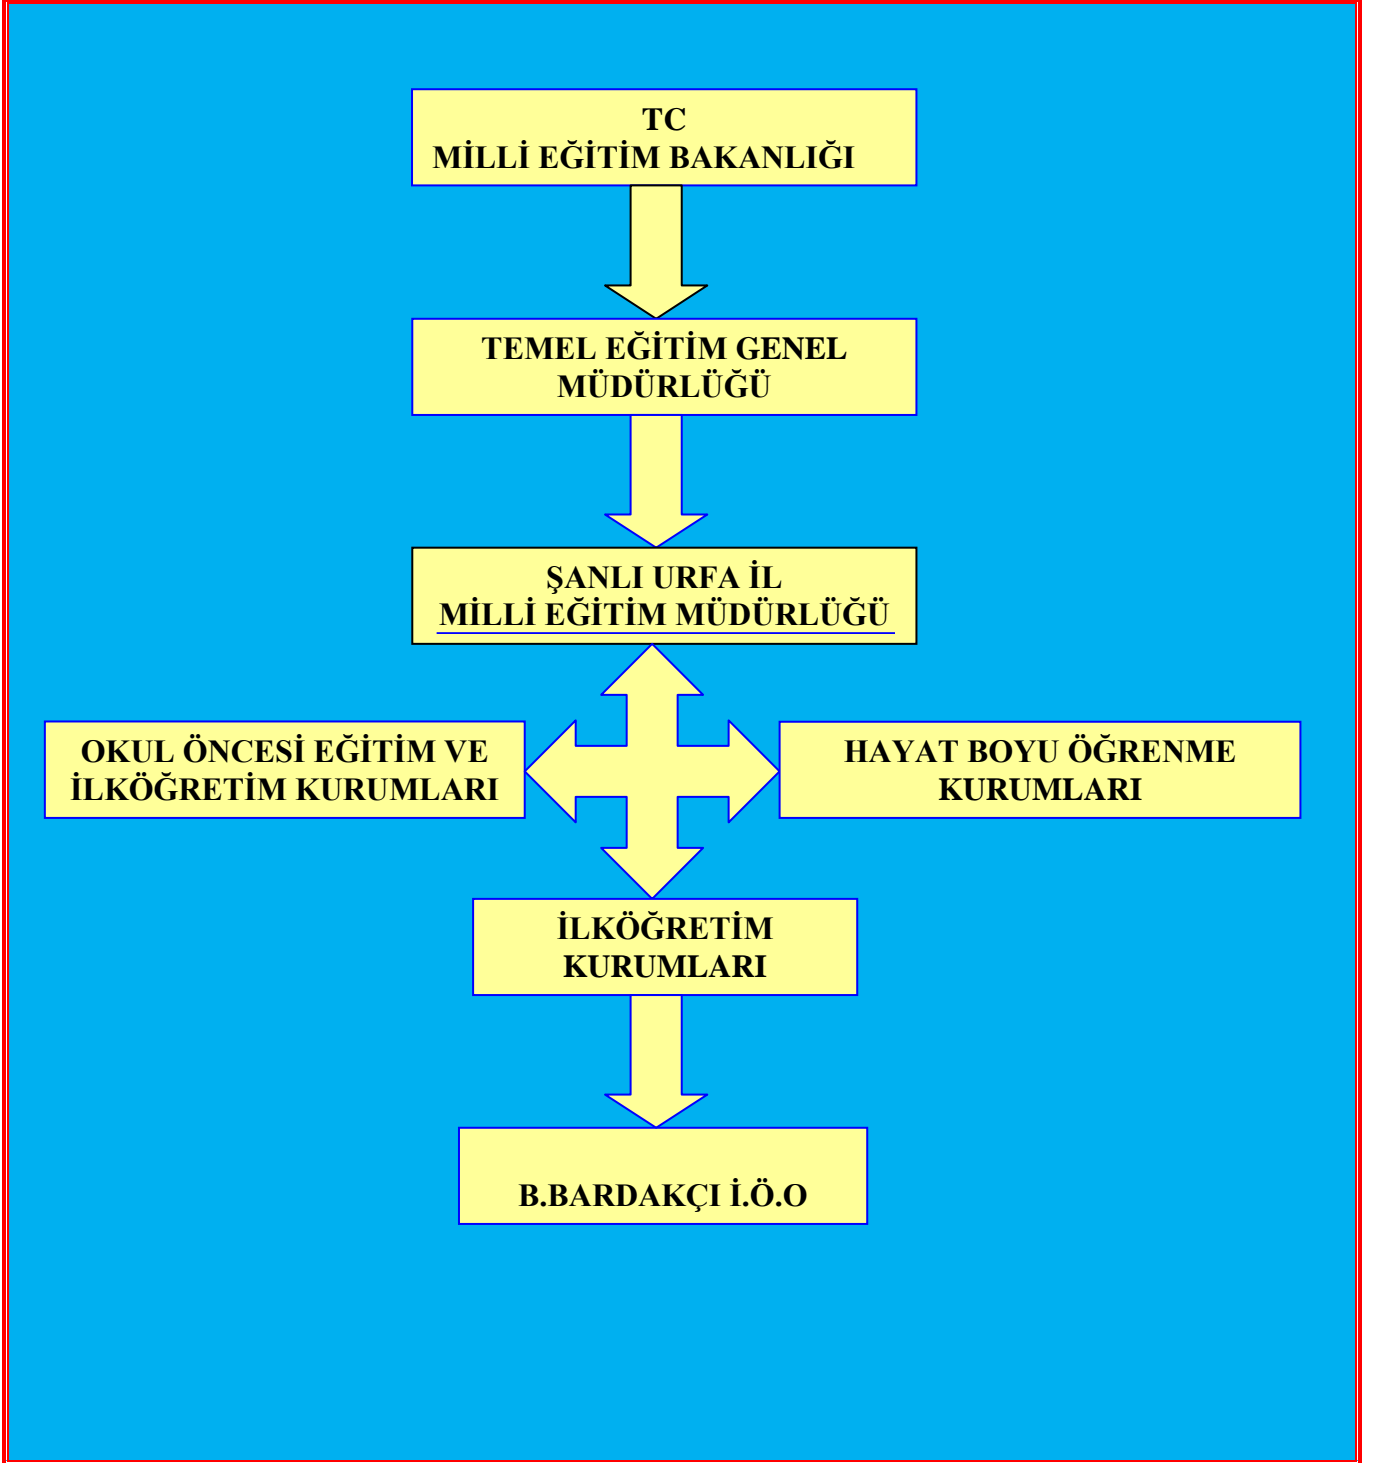 TC
MİLLİ EĞİTİM BAKANLIĞI
TEMEL EĞİTİM GENEL
MÜDÜRLÜĞÜ
ŞANLI URFA İL
MİLLİ EĞİTİM MÜDÜRLÜĞÜ
OKUL ÖNCESİ EĞİTİM VE
İLKÖĞRETİM KURUMLARI
HAYAT BOYU ÖĞRENME
KURUMLARI
İLKÖĞRETİM
KURUMLARI
B.BARDAKÇI İ.Ö.O